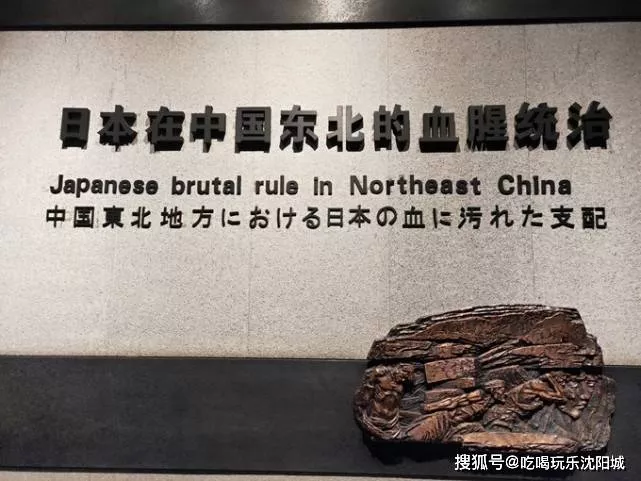 日本在中国东北的血腥统治
Japanese brutal rule in Northeast China
中国東北地方における日本の血に汚れた支配
搜狐号@吃喝玩乐沈阳城